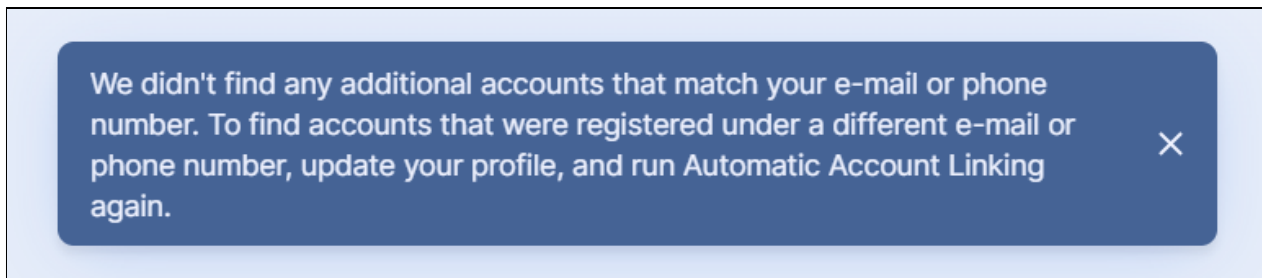 We didn't find any additional accounts that match your e-mail or phone
number. To find accounts that were registered under a different e-mail or
phone number, update your profile, and run Automatic Account Linking
again.